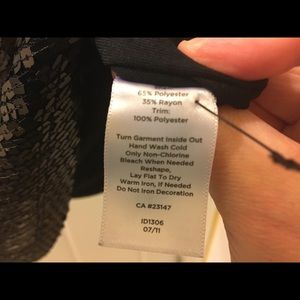 65% Polyester
35% Rayon
Trim:
100% Polyester
Turn Garment Inside Out
Hand Wash Cold
Only Non-Chlorine
Bleach When Needed
Reshape,
Lay Flat To Dry
Warm Iron, If Needed
Do Not Iron Decoration
CA #23147
ID1306
07/11